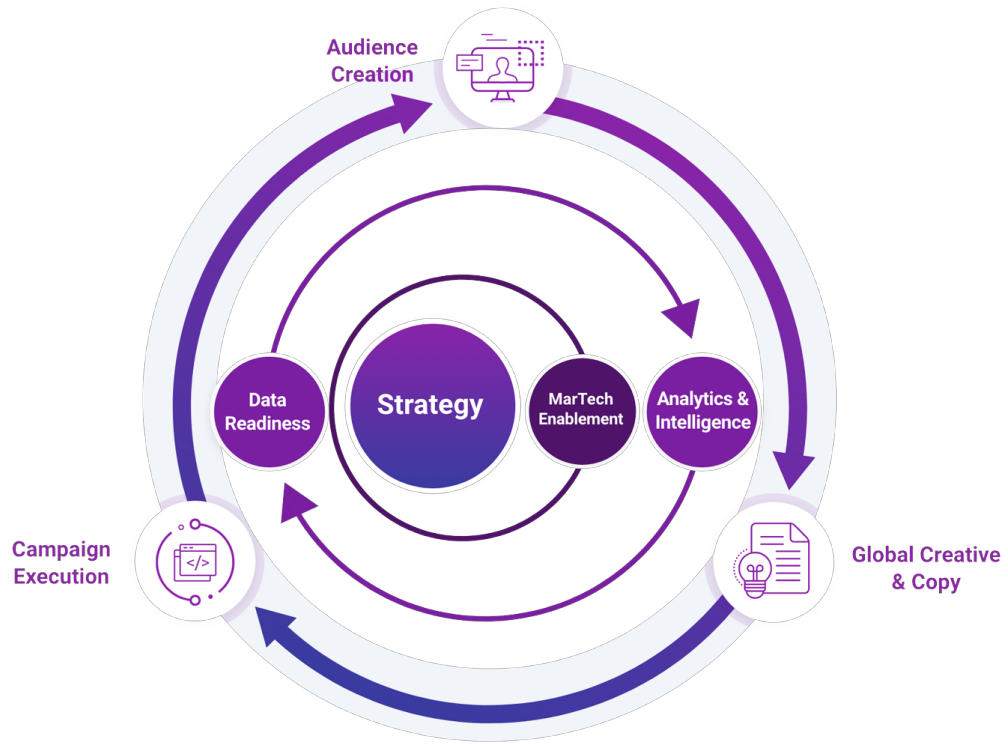 Audience
Creation
Data
Readiness
Strategy
MarTech
Enablement
Analytics &
Intelligence
Campaign
Execution
</>
Global Creative
& Copy